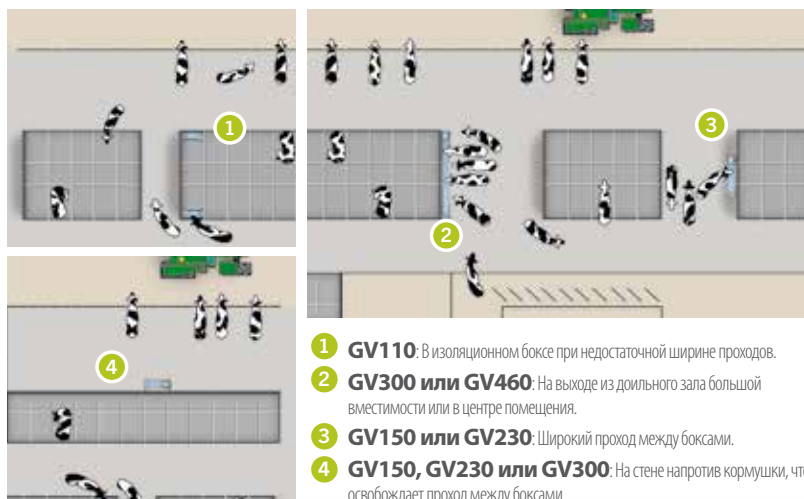 1
2
3
4
1 GV110: В изоляционном боксе при недостаточной ширине проходов.
2 GV300 или GV460: На выходе из доильного зала большой
вместимости или в центре помещения.
3 GV150 или GV230: Широкий проход между боксами.
4 GV150, GV230 или GV300: На стене напротив кормушки, чт
освобождает проход между боксами